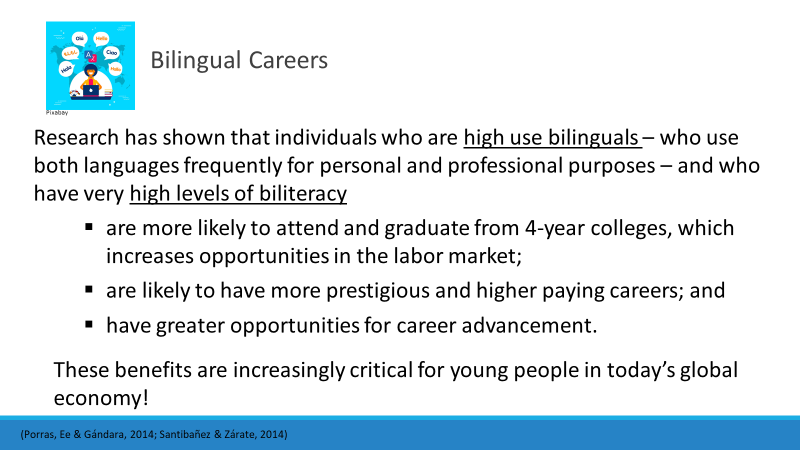 Olá
Hello
Ciao
Hola
Bilingual Careers
Pixabay
Research has shown that individuals who are high use bilinguals – who use
both languages frequently for personal and professional purposes – and who
have very high levels of biliteracy
▪ are more likely to attend and graduate from 4-year colleges, which
increases opportunities in the labor market;
▪ are likely to have more prestigious and higher paying careers; and
▪ have greater opportunities for career advancement.
These benefits are increasingly critical for young people in today’s global
economy!
(Porras, Ee & Gándara, 2014; Santibañez & Zárate, 2014)